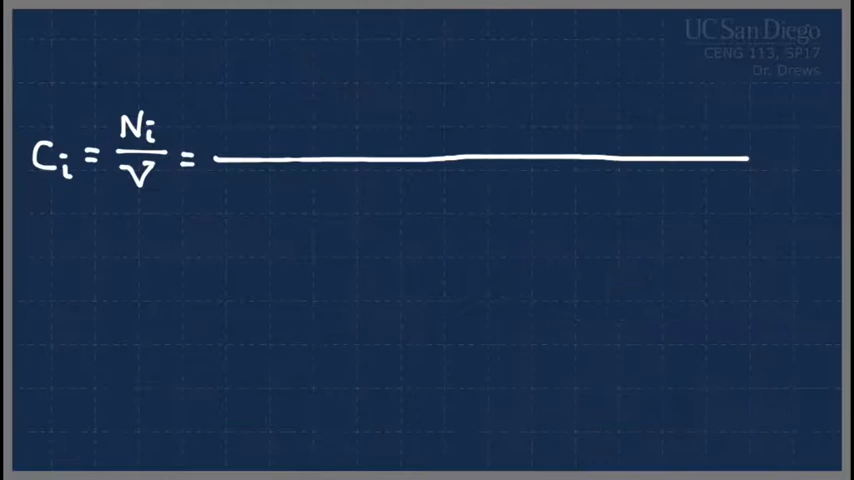 UC San Diego
CENG 113, SP17
Dr. Drews
Ci = Ni / V =